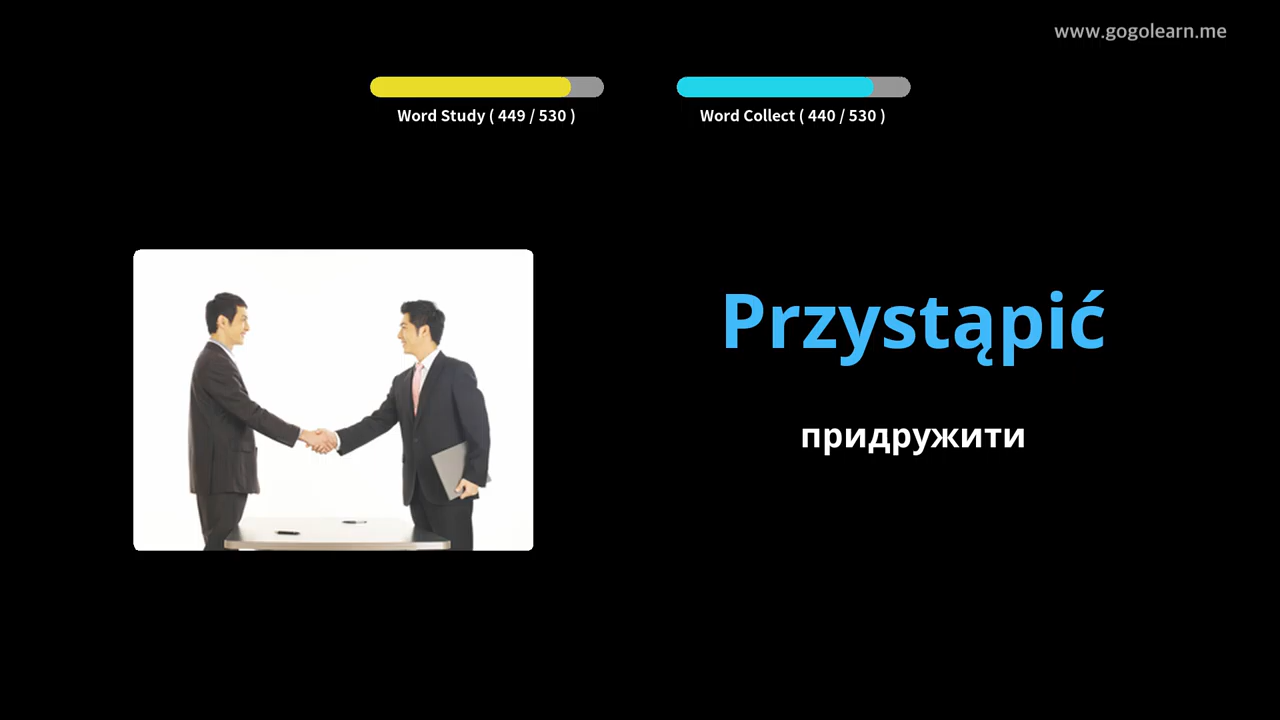 www.gogolearn.me
Word Study ( 449 / 530 )
Word Collect ( 440 / 530 )
Przystąpić
придружити